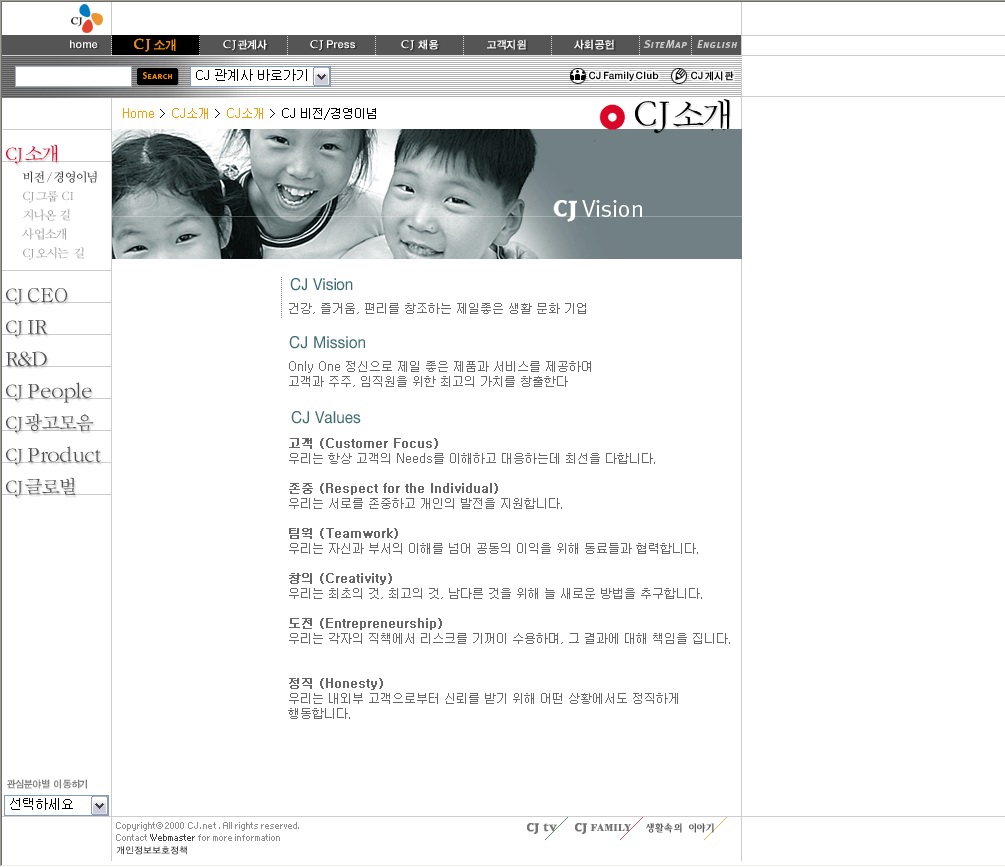 CJ
home
CJ 소개
CJ관계사
CJ Press
CJ 채용
고객지원
사회공헌
SITEMAP
ENGLISH
SEARCH
CJ 관계사 바로가기
CJ Family Club
CJ 게시판
Home > CJ소개 > CJ소개 > CJ 비전/경영이념
CJ소개
CJ소개
비전/경영이념
CJ그룹 CI
지나온 길
사업소개
CJ오시는 길
CJ CEO
CJ IR
R&D
CJ People
CJ광고모음
CJ Product
CJ글로벌
CJ Vision
CJ Vision
건강, 즐거움, 편리를 창조하는 제일좋은 생활 문화 기업
CJ Mission
Only One 정신으로 제일 좋은 제품과 서비스를 제공하며
고객과 주주, 임직원을 위한 최고의 가치를 창출한다
CJ Values
고객 (Customer Focus)
우리는 항상 고객의 Needs를 이해하고 대응하는데 최선을 다합니다.
존중 (Respect for the Individual)
우리는 서로를 존중하고 개인의 발전을 지원합니다.
팀웍 (Teamwork)
우리는 자신과 부서의 이해를 넘어 공동의 이익을 위해 동료들과 협력합니다.
창의 (Creativity)
우리는 최초의 것, 최고의 것, 남다른 것을 위해 늘 새로운 방법을 추구합니다.
도전 (Entrepreneurship)
우리는 각자의 직책에서 리스크를 기꺼이 수용하며, 그 결과에 대해 책임을 집니다.
정직 (Honesty)
우리는 내외부 고객으로부터 신뢰를 받기 위해 어떤 상황에서도 정직하게
행동합니다.
관심분야별 이동하기
선택하세요
Copyright© 2000 CJ.net . All rights reserved.
Contact Webmaster for more information
개인정보보호정책
CJ tv
CJ FAMILY
생활속의 이야기